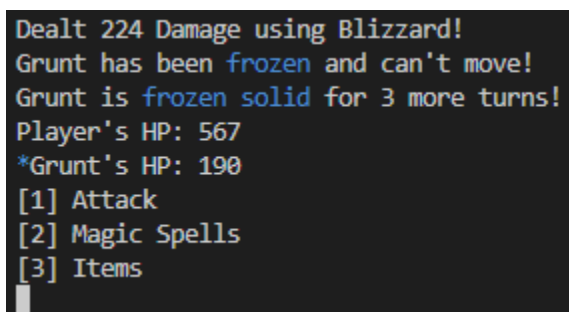 Dealt 224 Damage using Blizzard!
Grunt has been frozen and can't move!
Grunt is frozen solid for 3 more turns!
Player's HP: 567
*Grunt's HP: 190
[1] Attack
[2] Magic Spells
[3] Items